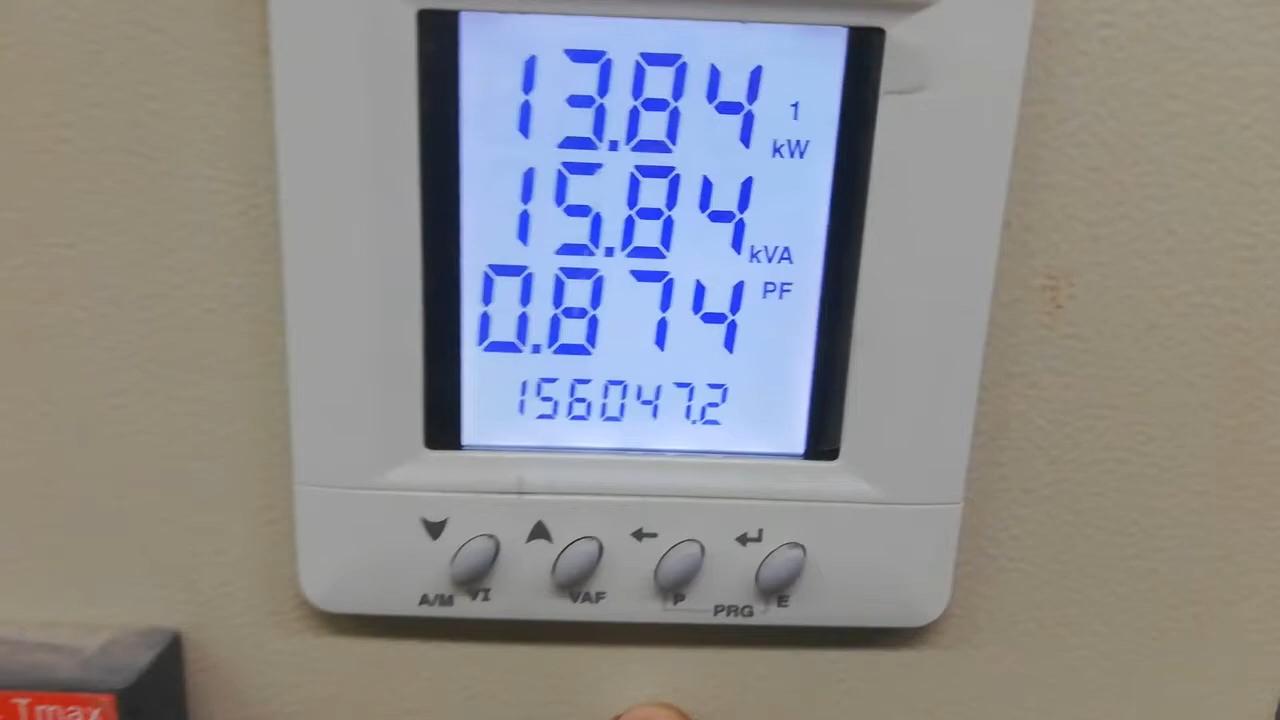 13.84 1 kW
15.84 kVA
0.874 PF
156047.2
A/M VI VAF P PRG E
Tmax